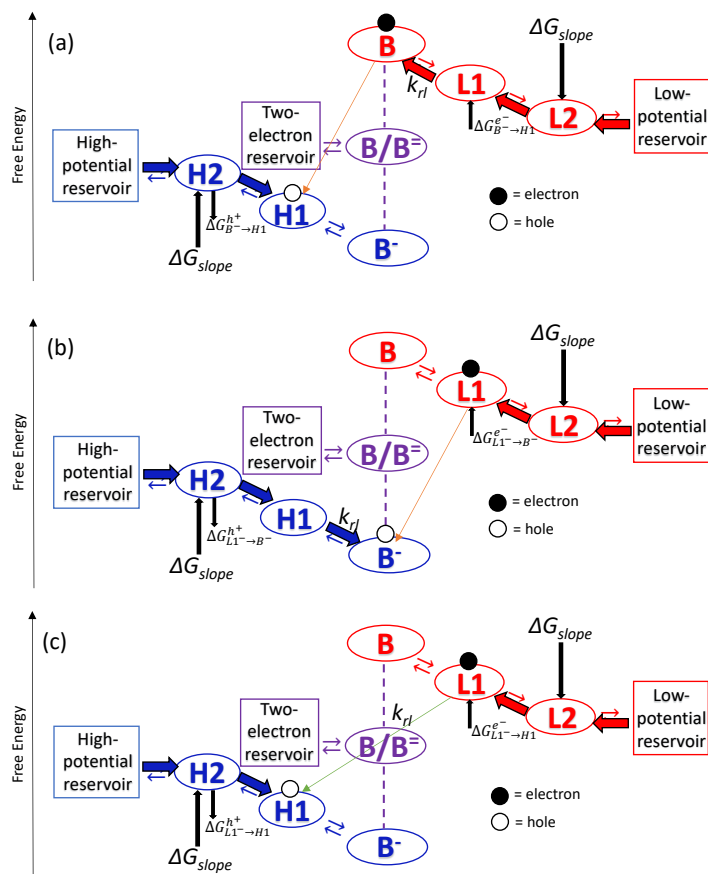 (a)
Free Energy
High-
potential
reservoir
H2
ΔG_slope
ΔG^{h+}_{B⁻→H1}
Two-
electron
reservoir
H1
B
k_rl
B/B⁼
B⁻
L1
ΔG^{e-}_{B⁻→H1}
ΔG_slope
L2
Low-
potential
reservoir
= electron
= hole
(b)
Free Energy
High-
potential
reservoir
H2
ΔG_slope
ΔG^{h+}_{L1⁻→B⁻}
Two-
electron
reservoir
H1
k_rl
B
B/B⁼
B⁻
L1
ΔG^{e-}_{L1⁻→B⁻}
ΔG_slope
L2
Low-
potential
reservoir
= electron
= hole
(c)
Free Energy
High-
potential
reservoir
H2
ΔG_slope
ΔG^{h+}_{L1⁻→H1}
Two-
electron
reservoir
H1
k_rl
B
B/B⁼
B⁻
L1
ΔG^{e-}_{L1⁻→H1}
ΔG_slope
L2
Low-
potential
reservoir
= electron
= hole